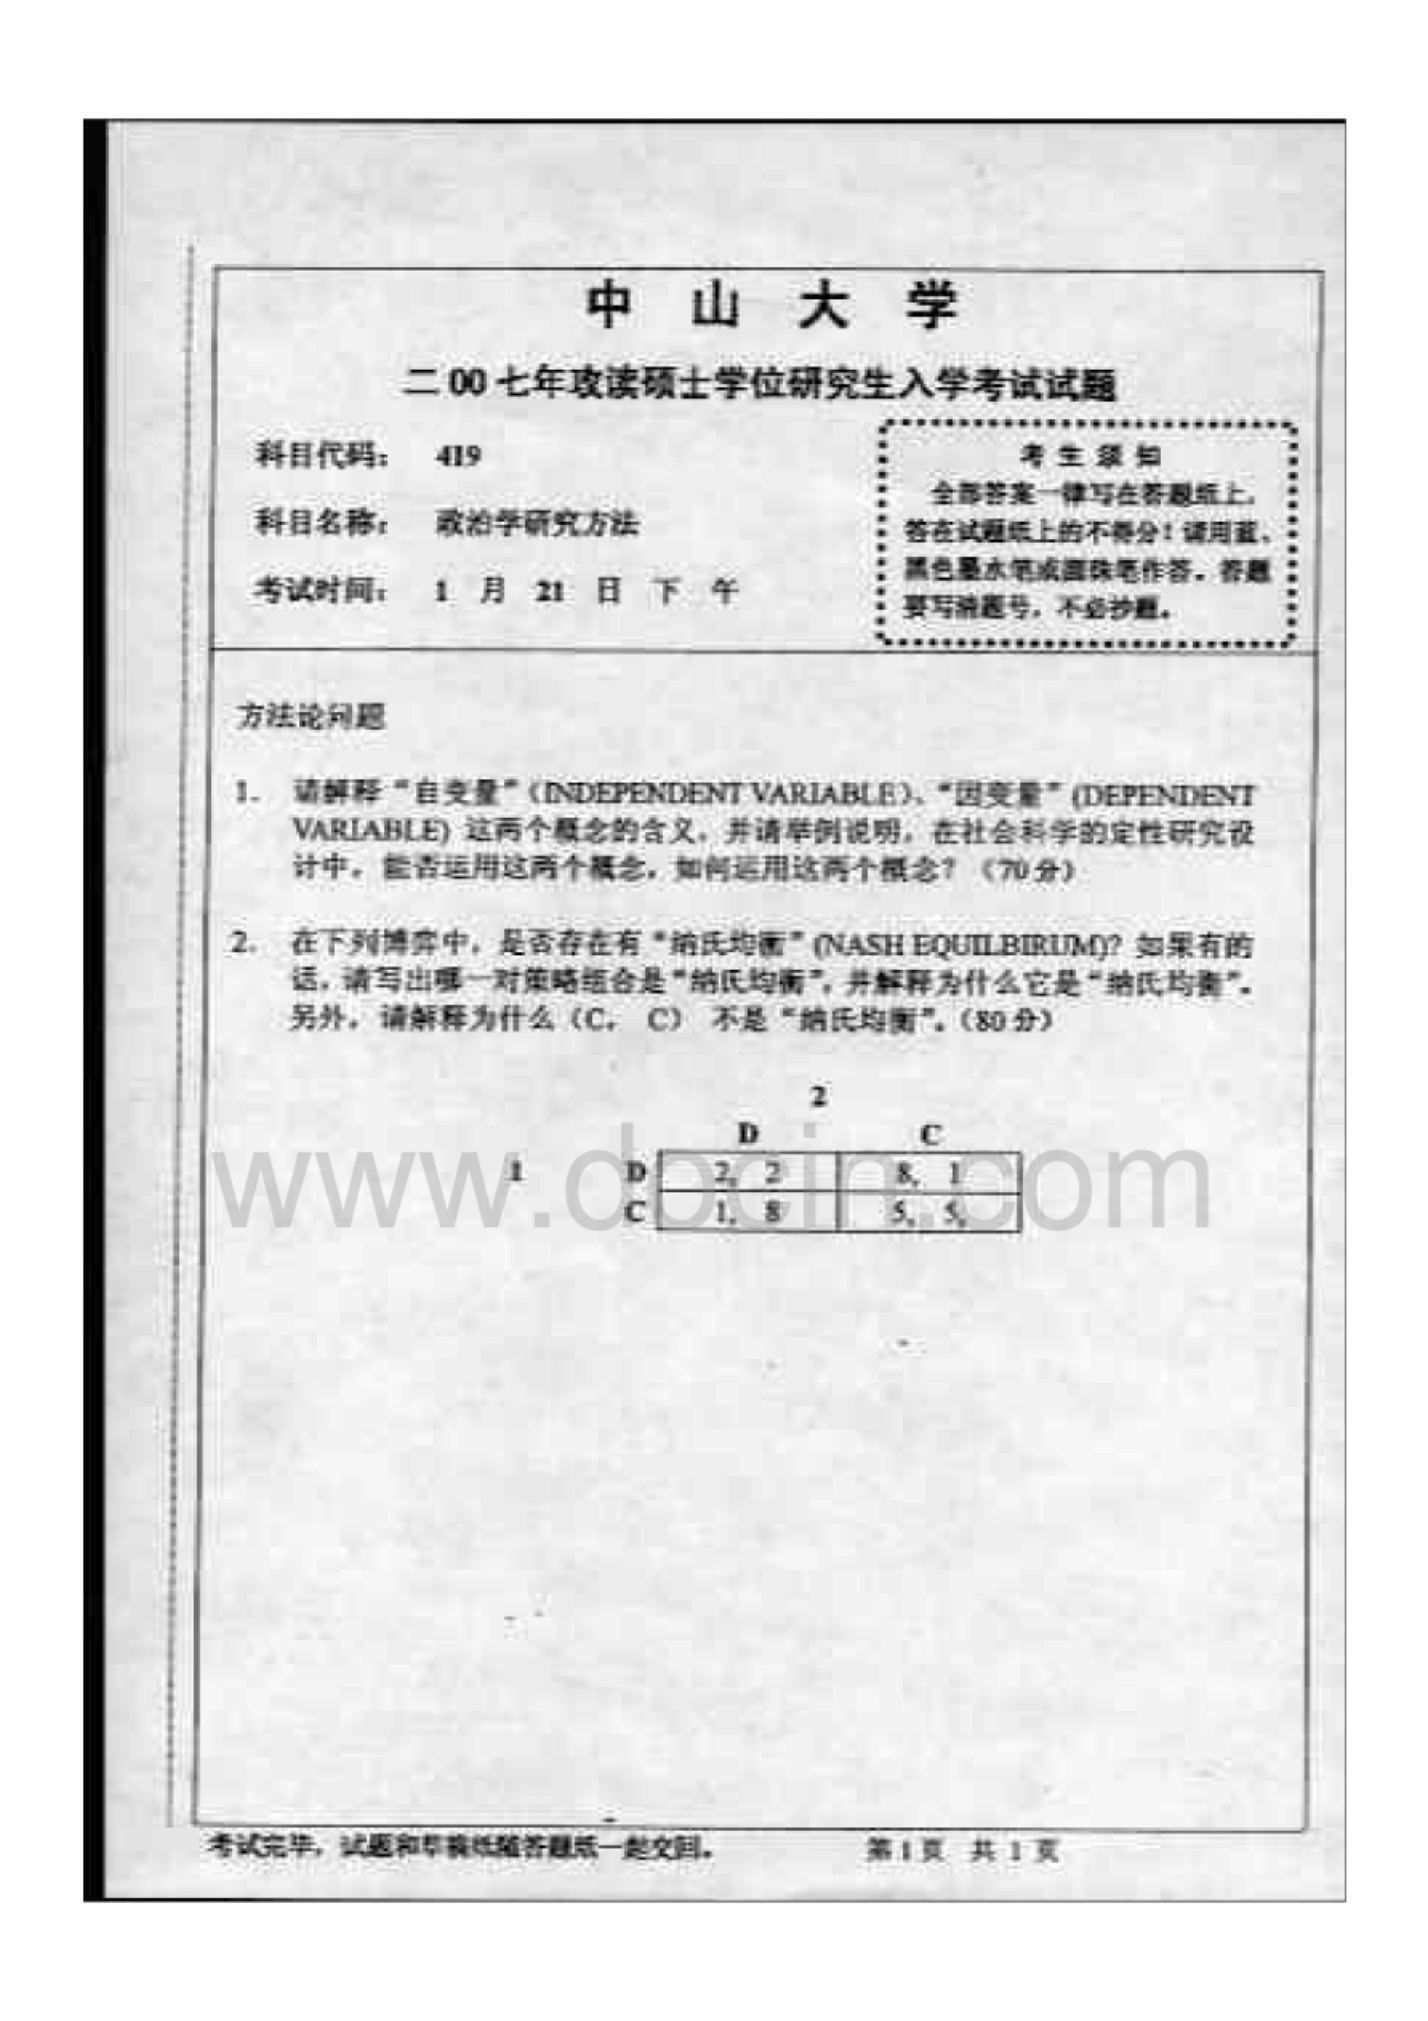 中 山 大 学
二00七年攻读硕士学位研究生入学考试试题
科目代码： 419
科目名称： 政治学研究方法
考试时间： 1 月 21 日 下 午
考 生 须 知
全部答案一律写在答题纸上，
答在试题纸上的不得分！请用蓝、
黑色墨水笔或圆珠笔作答。答题
要写清题号，不必抄题。
方法论问题
1. 请解释“自变量”（INDEPENDENT VARIABLE）、“因变量”(DEPENDENT
VARIABLE) 这两个概念的含义，并请举例说明，在社会科学的定性研究设
计中，能否运用这两个概念，如何运用这两个概念？（70分）
2. 在下列博弈中，是否存在有“纳氏均衡”(NASH EQUILBIRUM)? 如果有的
话，请写出哪一对策略组合是“纳氏均衡”，并解释为什么它是“纳氏均衡”。
另外，请解释为什么（C， C） 不是“纳氏均衡”。（80分）
2
D C
1 D 2， 2 8， 1
C 1， 8 5， 5，
www.docin.com
考试完毕，试题和草稿纸随答题纸一起交回。 第1页 共 1 页